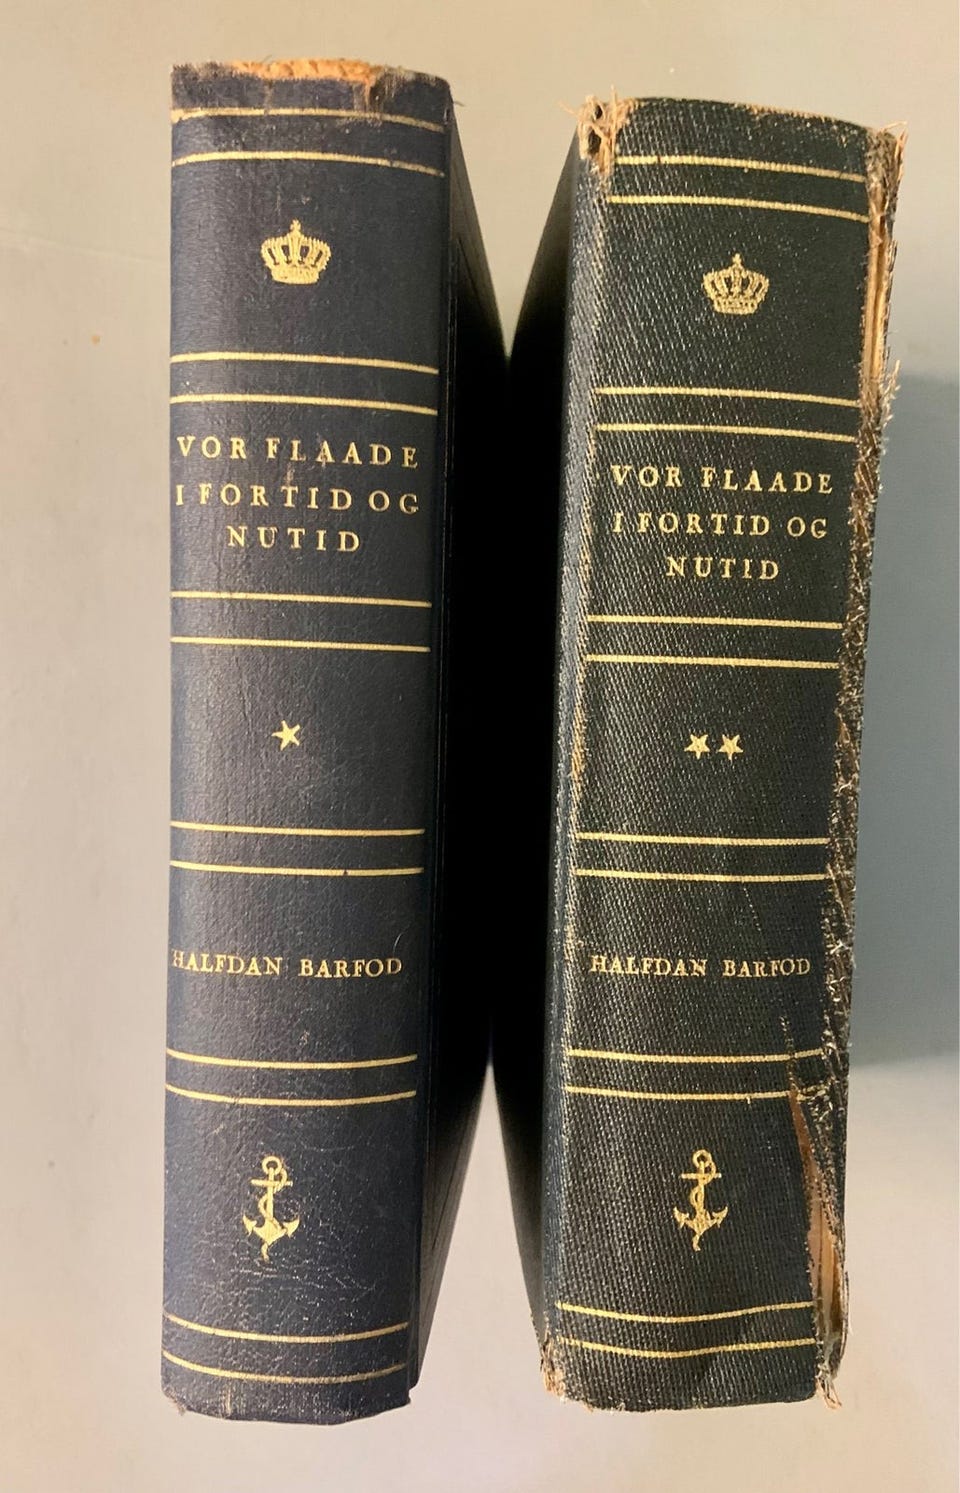 VOR FLAADE
I FORTID OG
NUTID
HALFDAN BARFOD
VOR FLAADE
I FORTID OG
NUTID
HALFDAN BARFOD